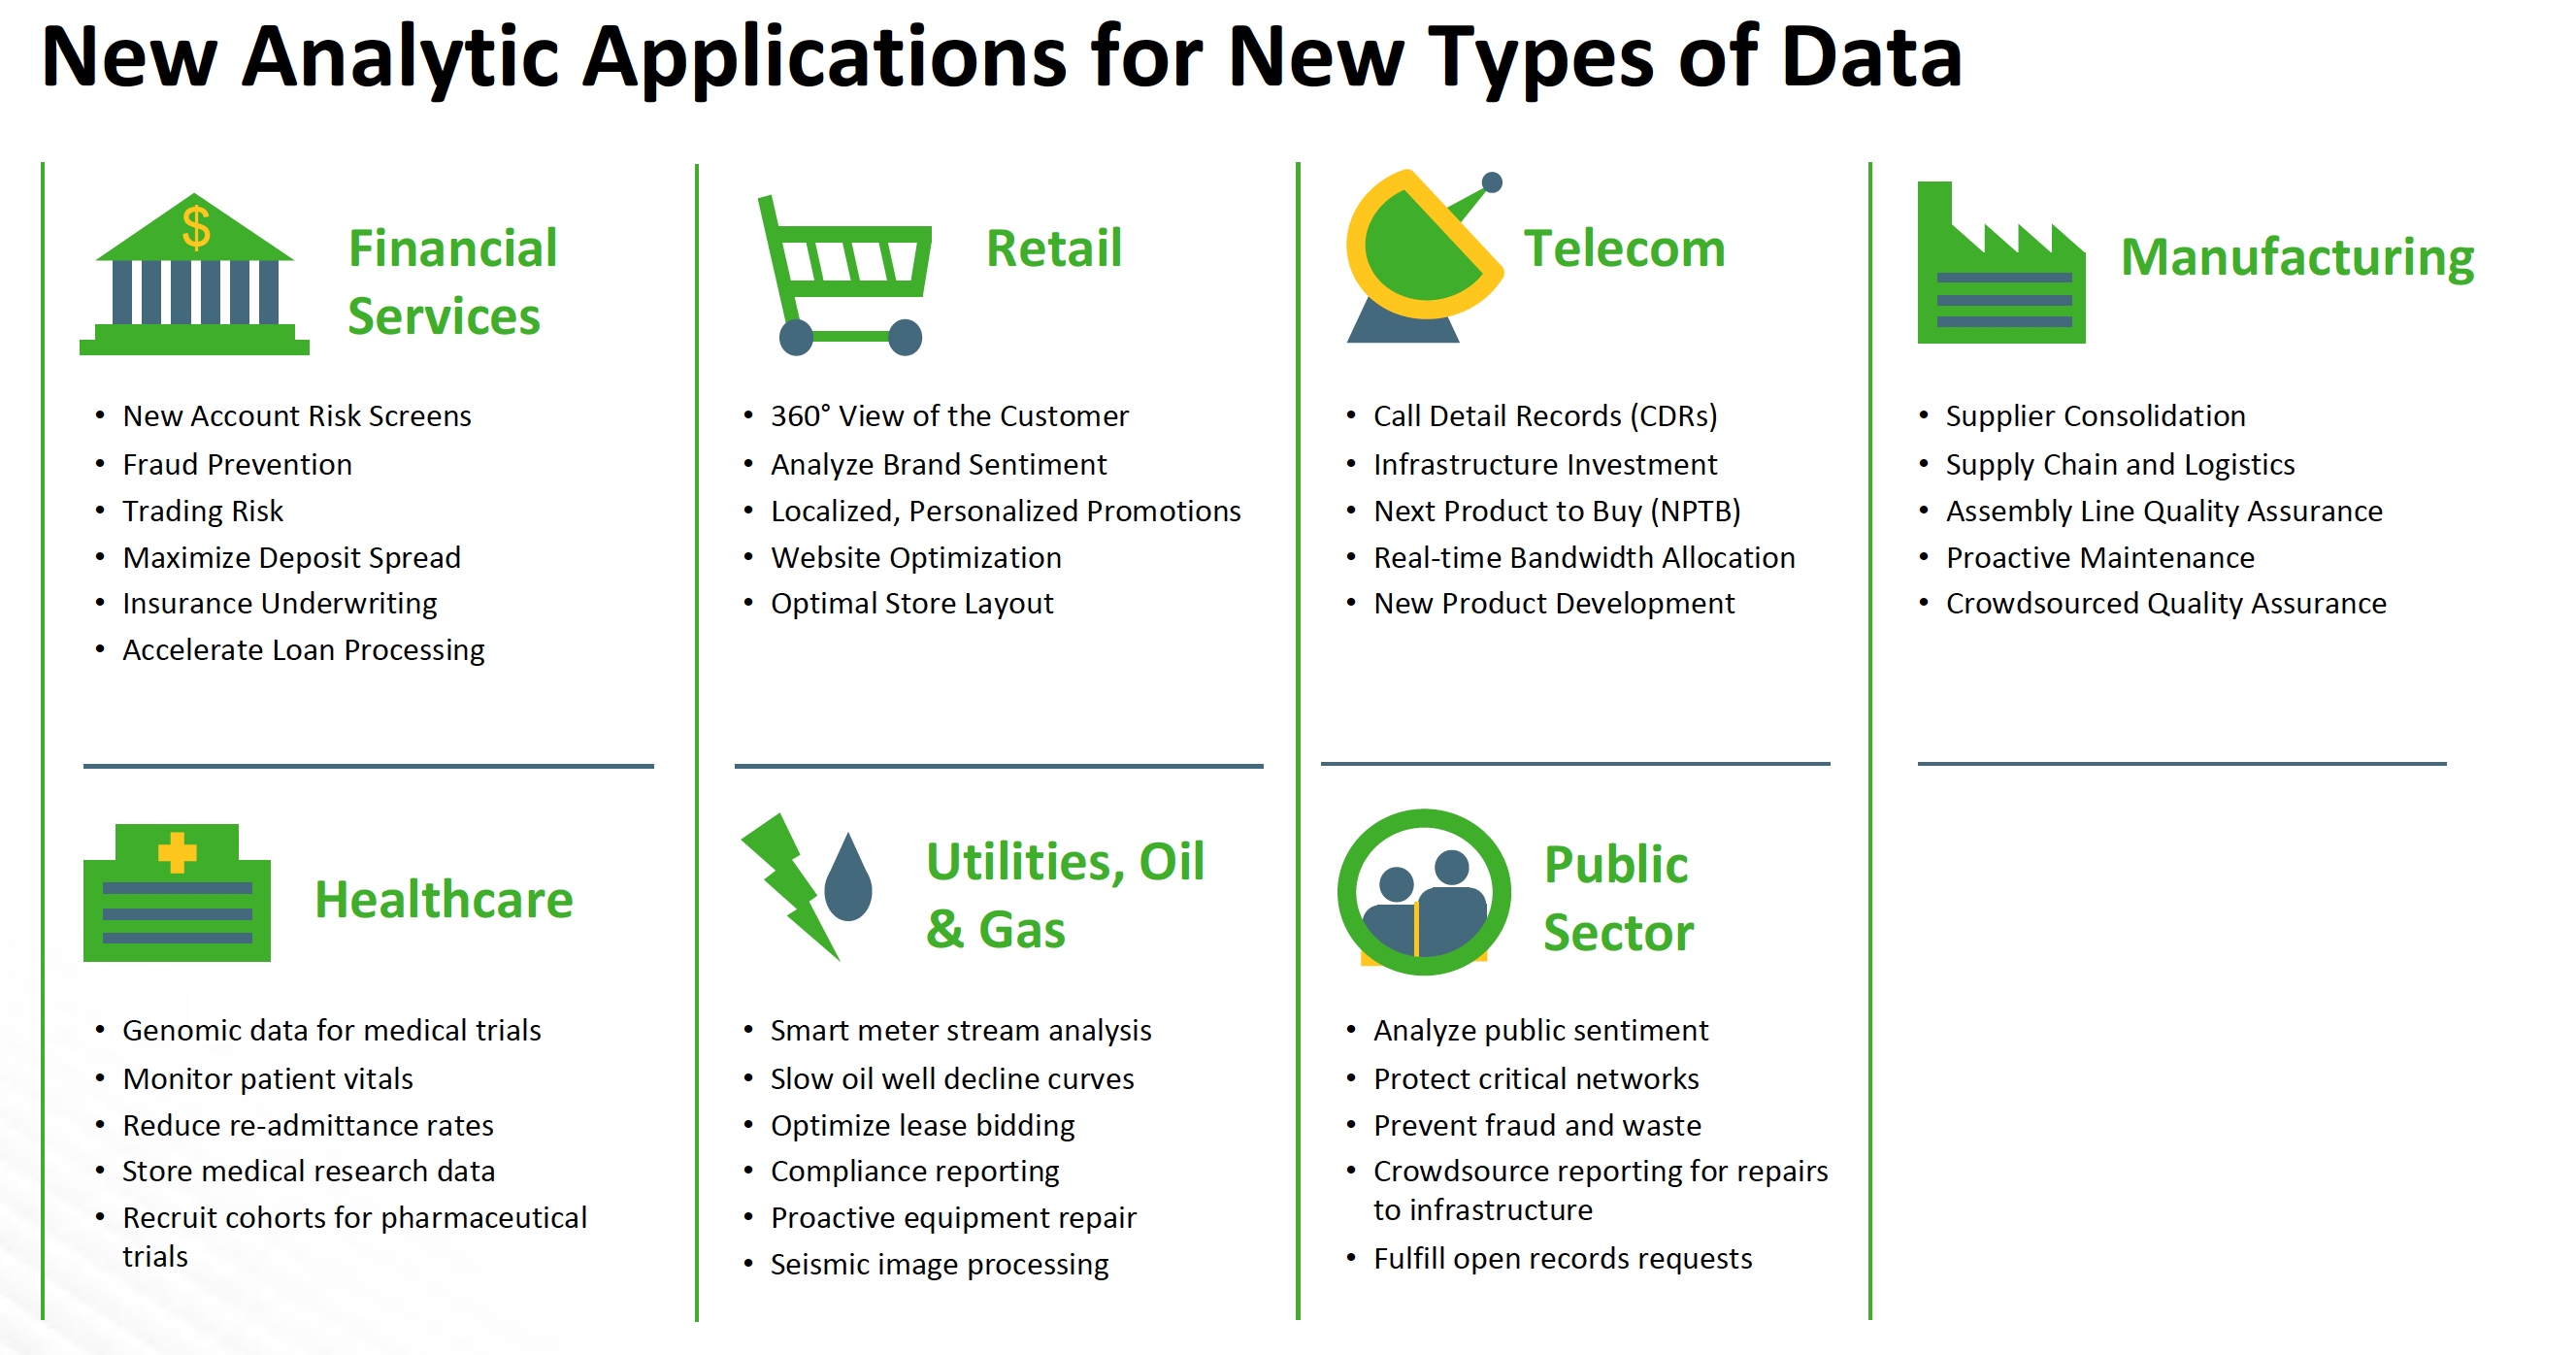 New Analytic Applications for New Types of Data
$
Financial
Services
• New Account Risk Screens
• Fraud Prevention
• Trading Risk
• Maximize Deposit Spread
• Insurance Underwriting
• Accelerate Loan Processing
Retail
• 360° View of the Customer
• Analyze Brand Sentiment
• Localized, Personalized Promotions
• Website Optimization
• Optimal Store Layout
Telecom
• Call Detail Records (CDRs)
• Infrastructure Investment
• Next Product to Buy (NPTB)
• Real-time Bandwidth Allocation
• New Product Development
Manufacturing
• Supplier Consolidation
• Supply Chain and Logistics
• Assembly Line Quality Assurance
• Proactive Maintenance
• Crowdsourced Quality Assurance
Healthcare
• Genomic data for medical trials
• Monitor patient vitals
• Reduce re-admittance rates
• Store medical research data
• Recruit cohorts for pharmaceutical
trials
Utilities, Oil
& Gas
• Smart meter stream analysis
• Slow oil well decline curves
• Optimize lease bidding
• Compliance reporting
• Proactive equipment repair
• Seismic image processing
Public
Sector
• Analyze public sentiment
• Protect critical networks
• Prevent fraud and waste
• Crowdsource reporting for repairs
to infrastructure
• Fulfill open records requests